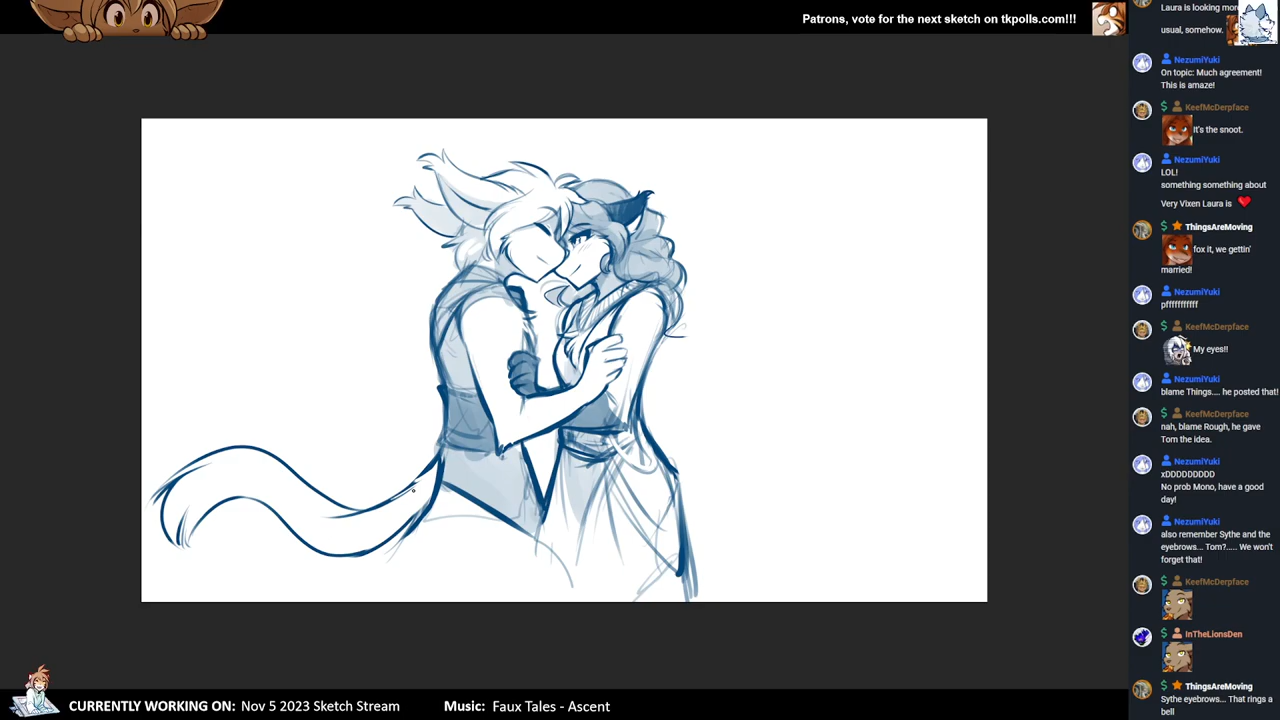 Patrons, vote for the next sketch on tkpolls.com!!!
Laura is looking more
usual, somehow.
NezumiYuki
On topic: Much agreement!
This is amaze!
$ KeefMcDerpface
It's the snoot.
NezumiYuki
LOL!
something something about
Very Vixen Laura is
$ ThingsAreMoving
fox it, we gettin'
married!
NezumiYuki
pfffffffffff
$ KeefMcDerpface
My eyes!!
NezumiYuki
blame Things.... he posted that!
$ KeefMcDerpface
nah, blame Rough, he gave
Tom the idea.
NezumiYuki
xDDDDDDDDD
No prob Mono, have a good
day!
NezumiYuki
also remember Sythe and the
eyebrows... Tom?..... We won't
forget that!
$ KeefMcDerpface
$ InTheLionsDen
$ ThingsAreMoving
Sythe eyebrows... That rings a
bell
CURRENTLY WORKING ON: Nov 5 2023 Sketch Stream
Music: Faux Tales - Ascent